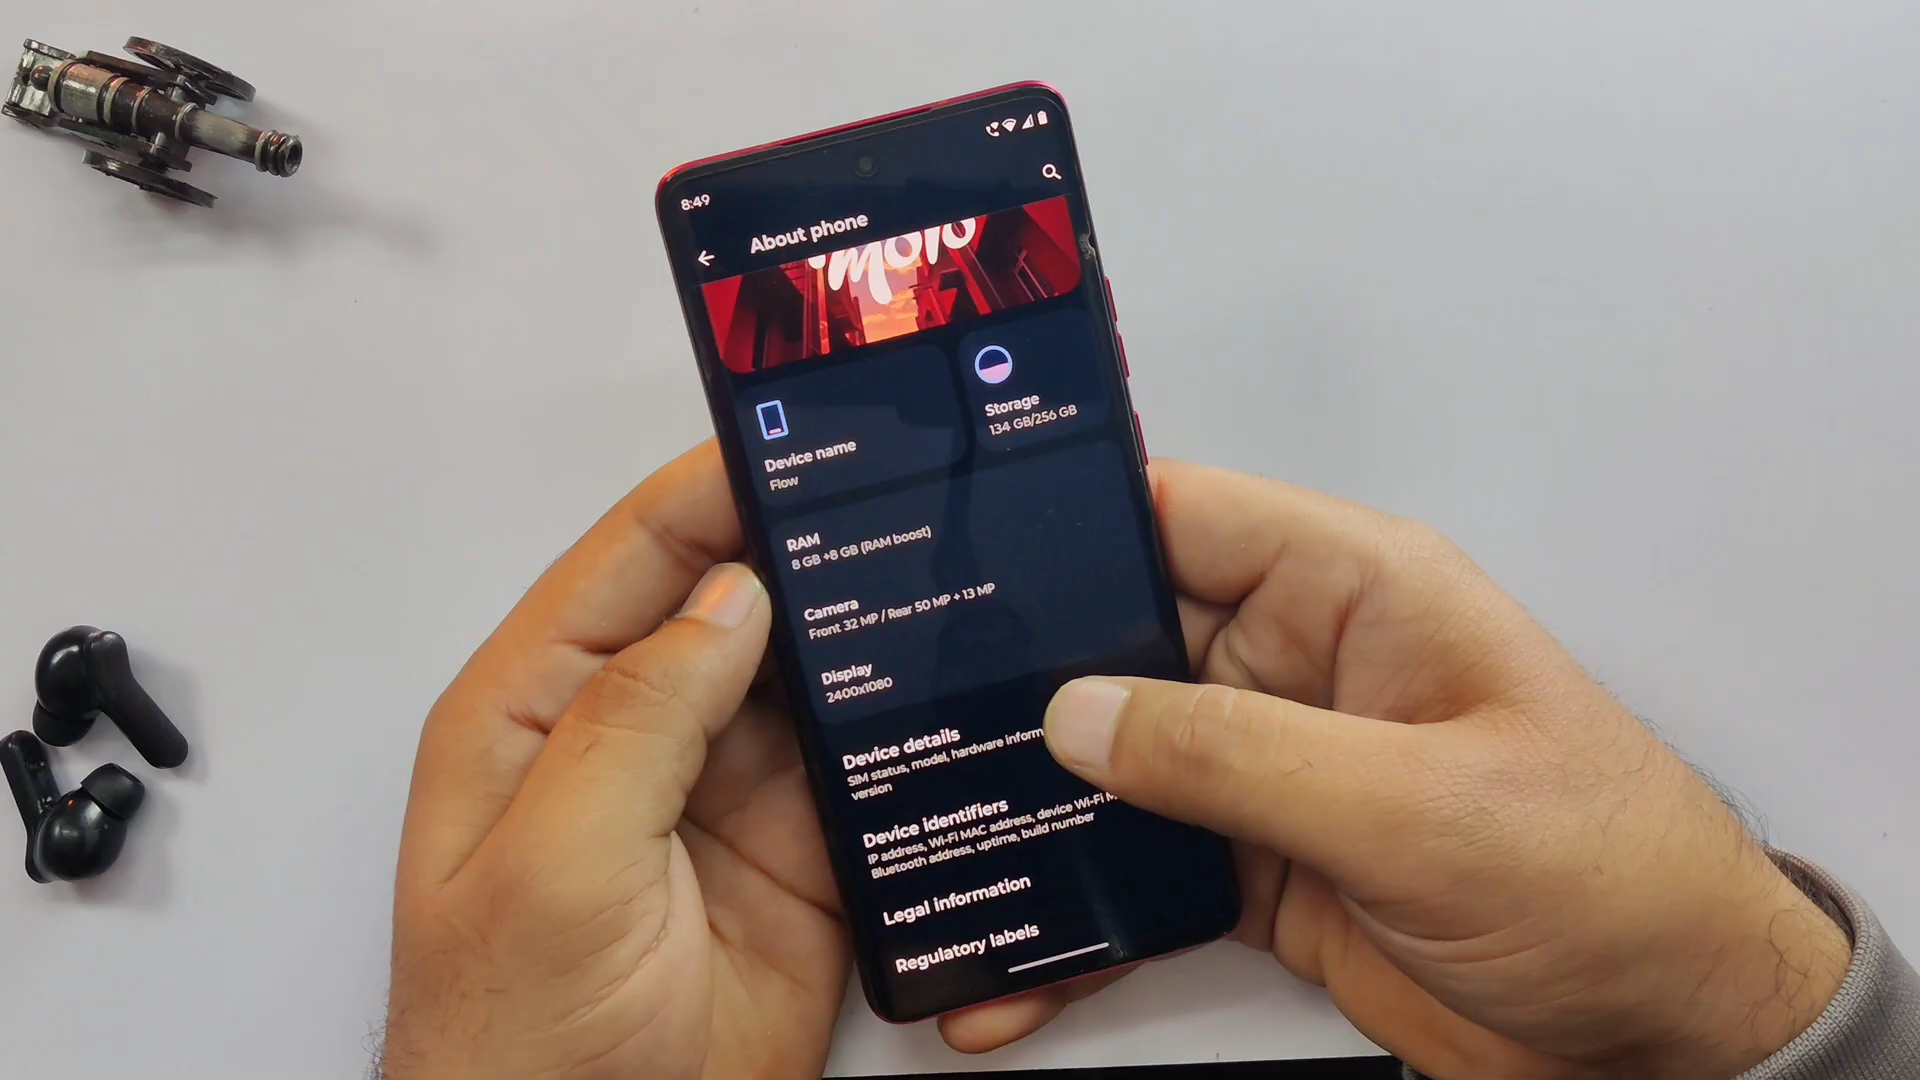 8:49
About phone
moto
Device name
Flow
Storage
134 GB/256 GB
RAM
8 GB +8 GB (RAM boost)
Camera
Front 32 MP / Rear 50 MP + 13 MP
Display
2400x1080
Device details
SIM status, model, hardware inform
version
Device identifiers
IP address, Wi-Fi MAC address, device Wi-Fi M
Bluetooth address, uptime, build number
Legal information
Regulatory labels